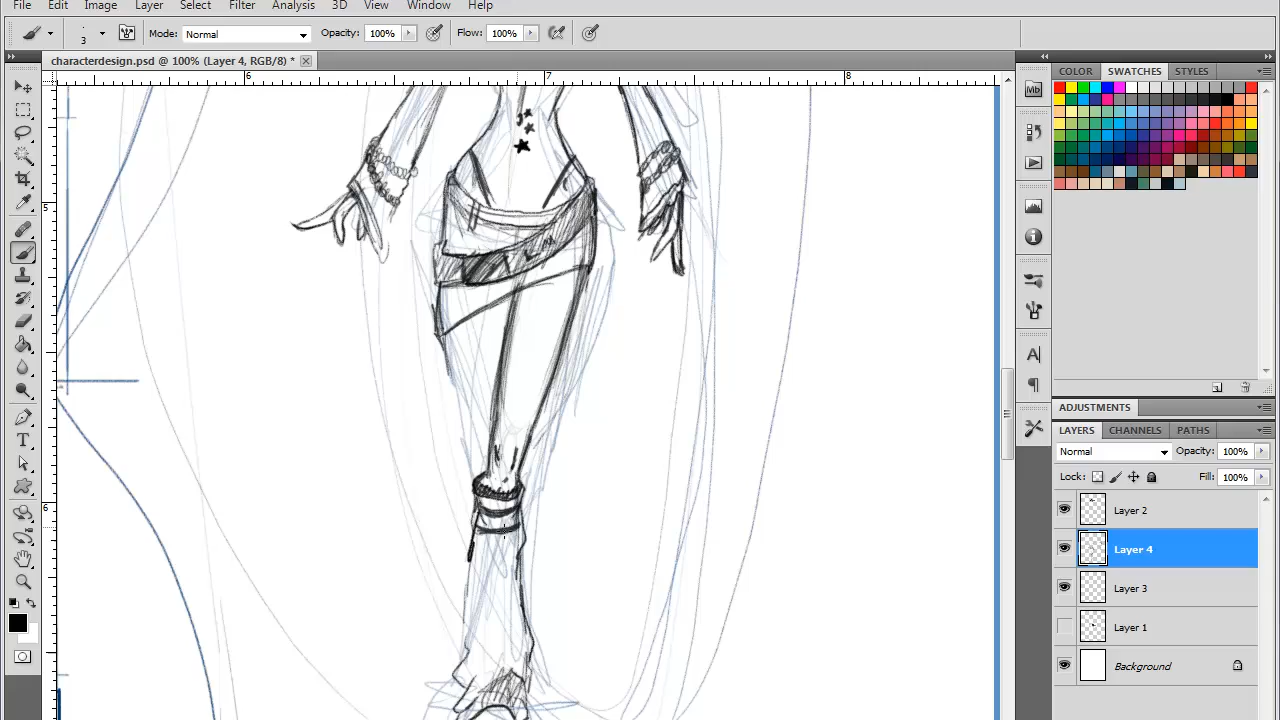 File Edit Image Layer Select Filter Analysis 3D View Window Help
3 Mode: Normal Opacity: 100% Flow: 100%
characterdesign.psd @ 100% (Layer 4, RGB/8) *
6 7 8
5
6
COLOR SWATCHES STYLES
Mb
ADJUSTMENTS
LAYERS CHANNELS PATHS
Normal Opacity: 100%
Lock: Fill: 100%
Layer 2
Layer 4
Layer 3
Layer 1
Background